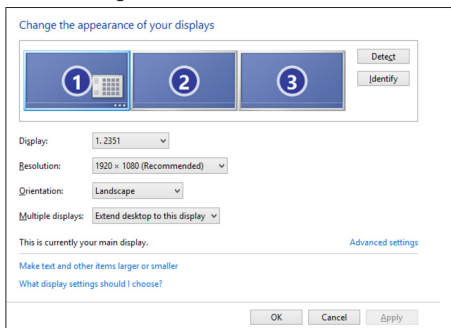 Change the appearance of your displays
1
2
3
Detect
Identify
Display: 1. 2351
Resolution: 1920 × 1080 (Recommended)
Orientation: Landscape
Multiple displays: Extend desktop to this display
This is currently your main display. Advanced settings
Make text and other items larger or smaller
What display settings should I choose?
OK Cancel Apply